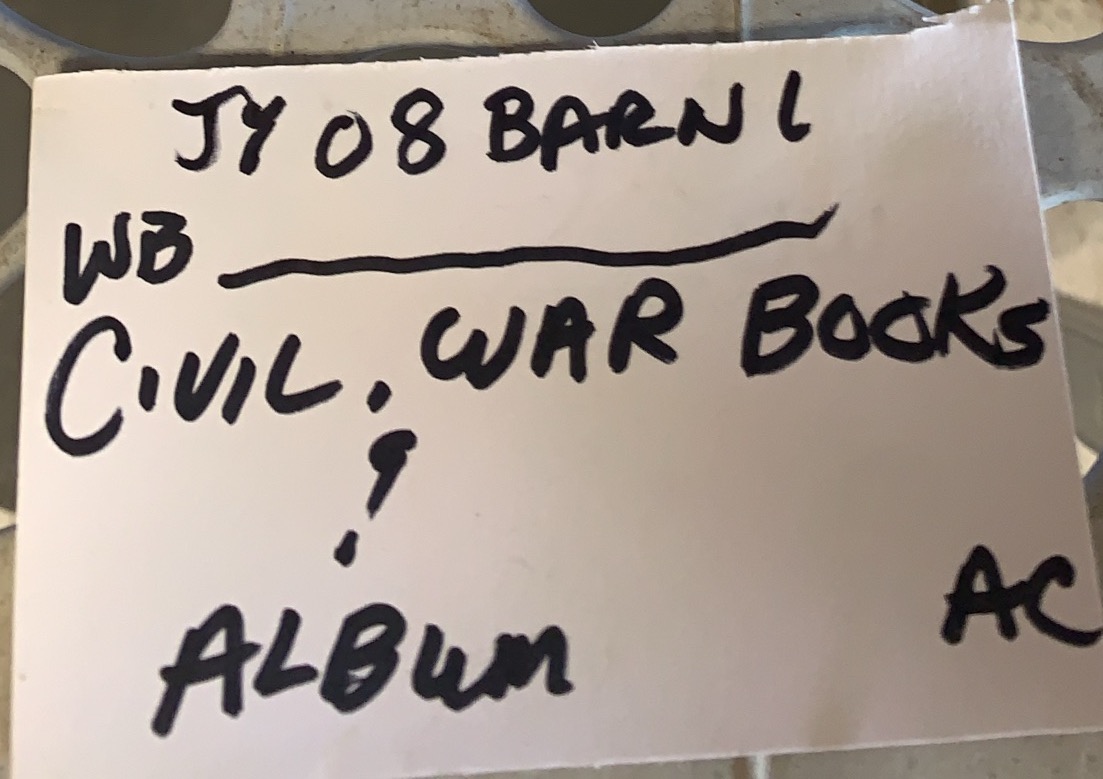 JY 08 BARN 1
WB
CIVIL. WAR BOOKS
?
ALBUM
AC